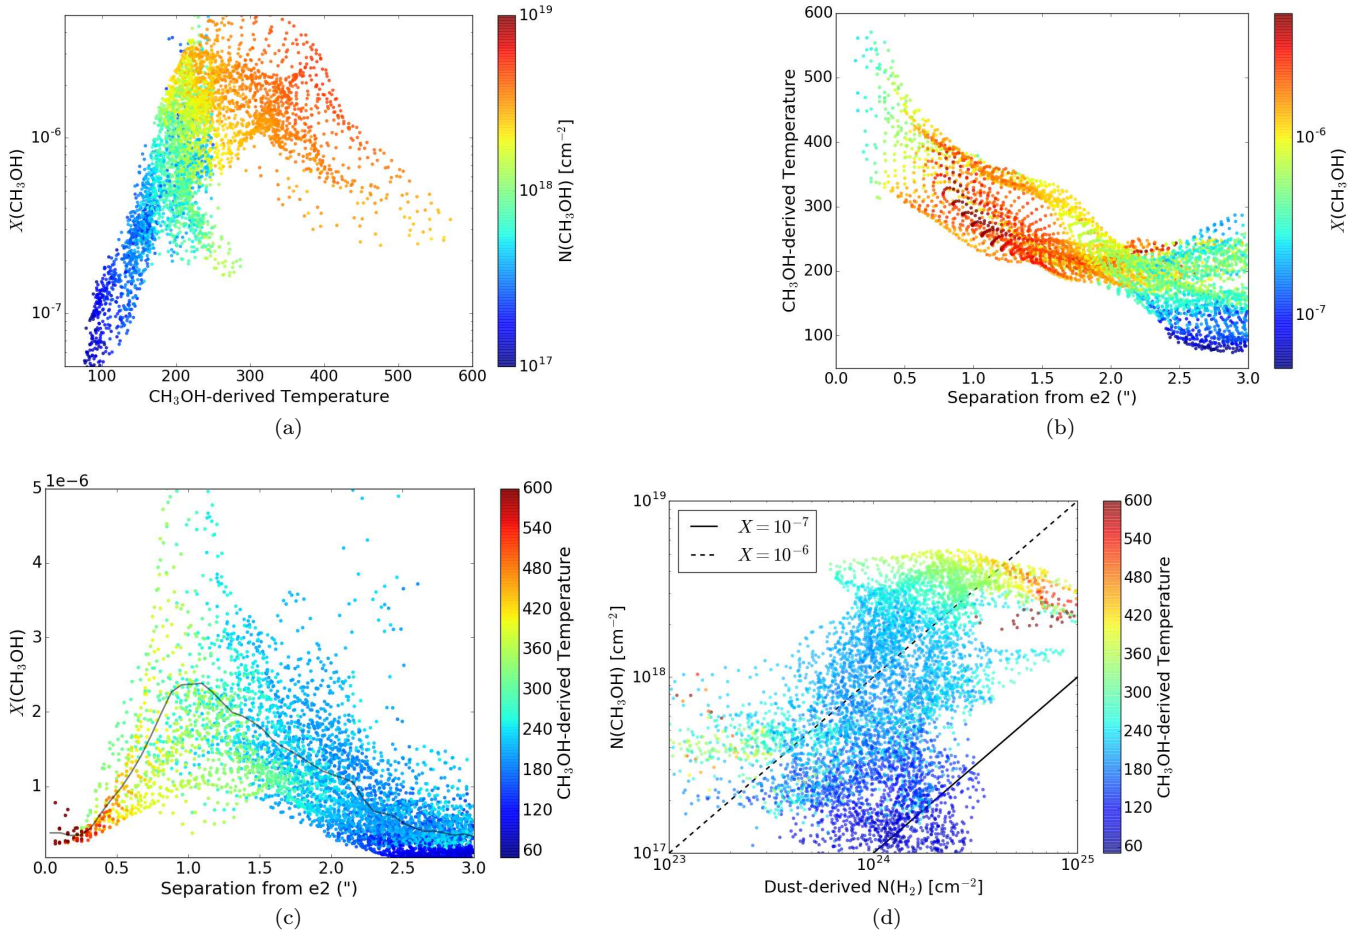 10^19
10^18
10^17
N(CH₃OH) [cm⁻²]
X(CH₃OH)
10^-6
10^-7
100 200 300 400 500 600
CH₃OH-derived Temperature
(a)
600
500
400
300
200
100
CH₃OH-derived Temperature
0.0 0.5 1.0 1.5 2.0 2.5 3.0
Separation from e2 (")
10^-6
10^-7
X(CH₃OH)
(b)
1e-6
5
4
3
2
1
X(CH₃OH)
0.0 0.5 1.0 1.5 2.0 2.5 3.0
Separation from e2 (")
600
540
480
420
360
300
240
180
120
60
CH₃OH-derived Temperature
(c)
10^19
10^18
10^17
N(CH₃OH) [cm⁻²]
X = 10^-7
X = 10^-6
10^23 10^24 10^25
Dust-derived N(H₂) [cm⁻²]
600
540
480
420
360
300
240
180
120
60
CH₃OH-derived Temperature
(d)